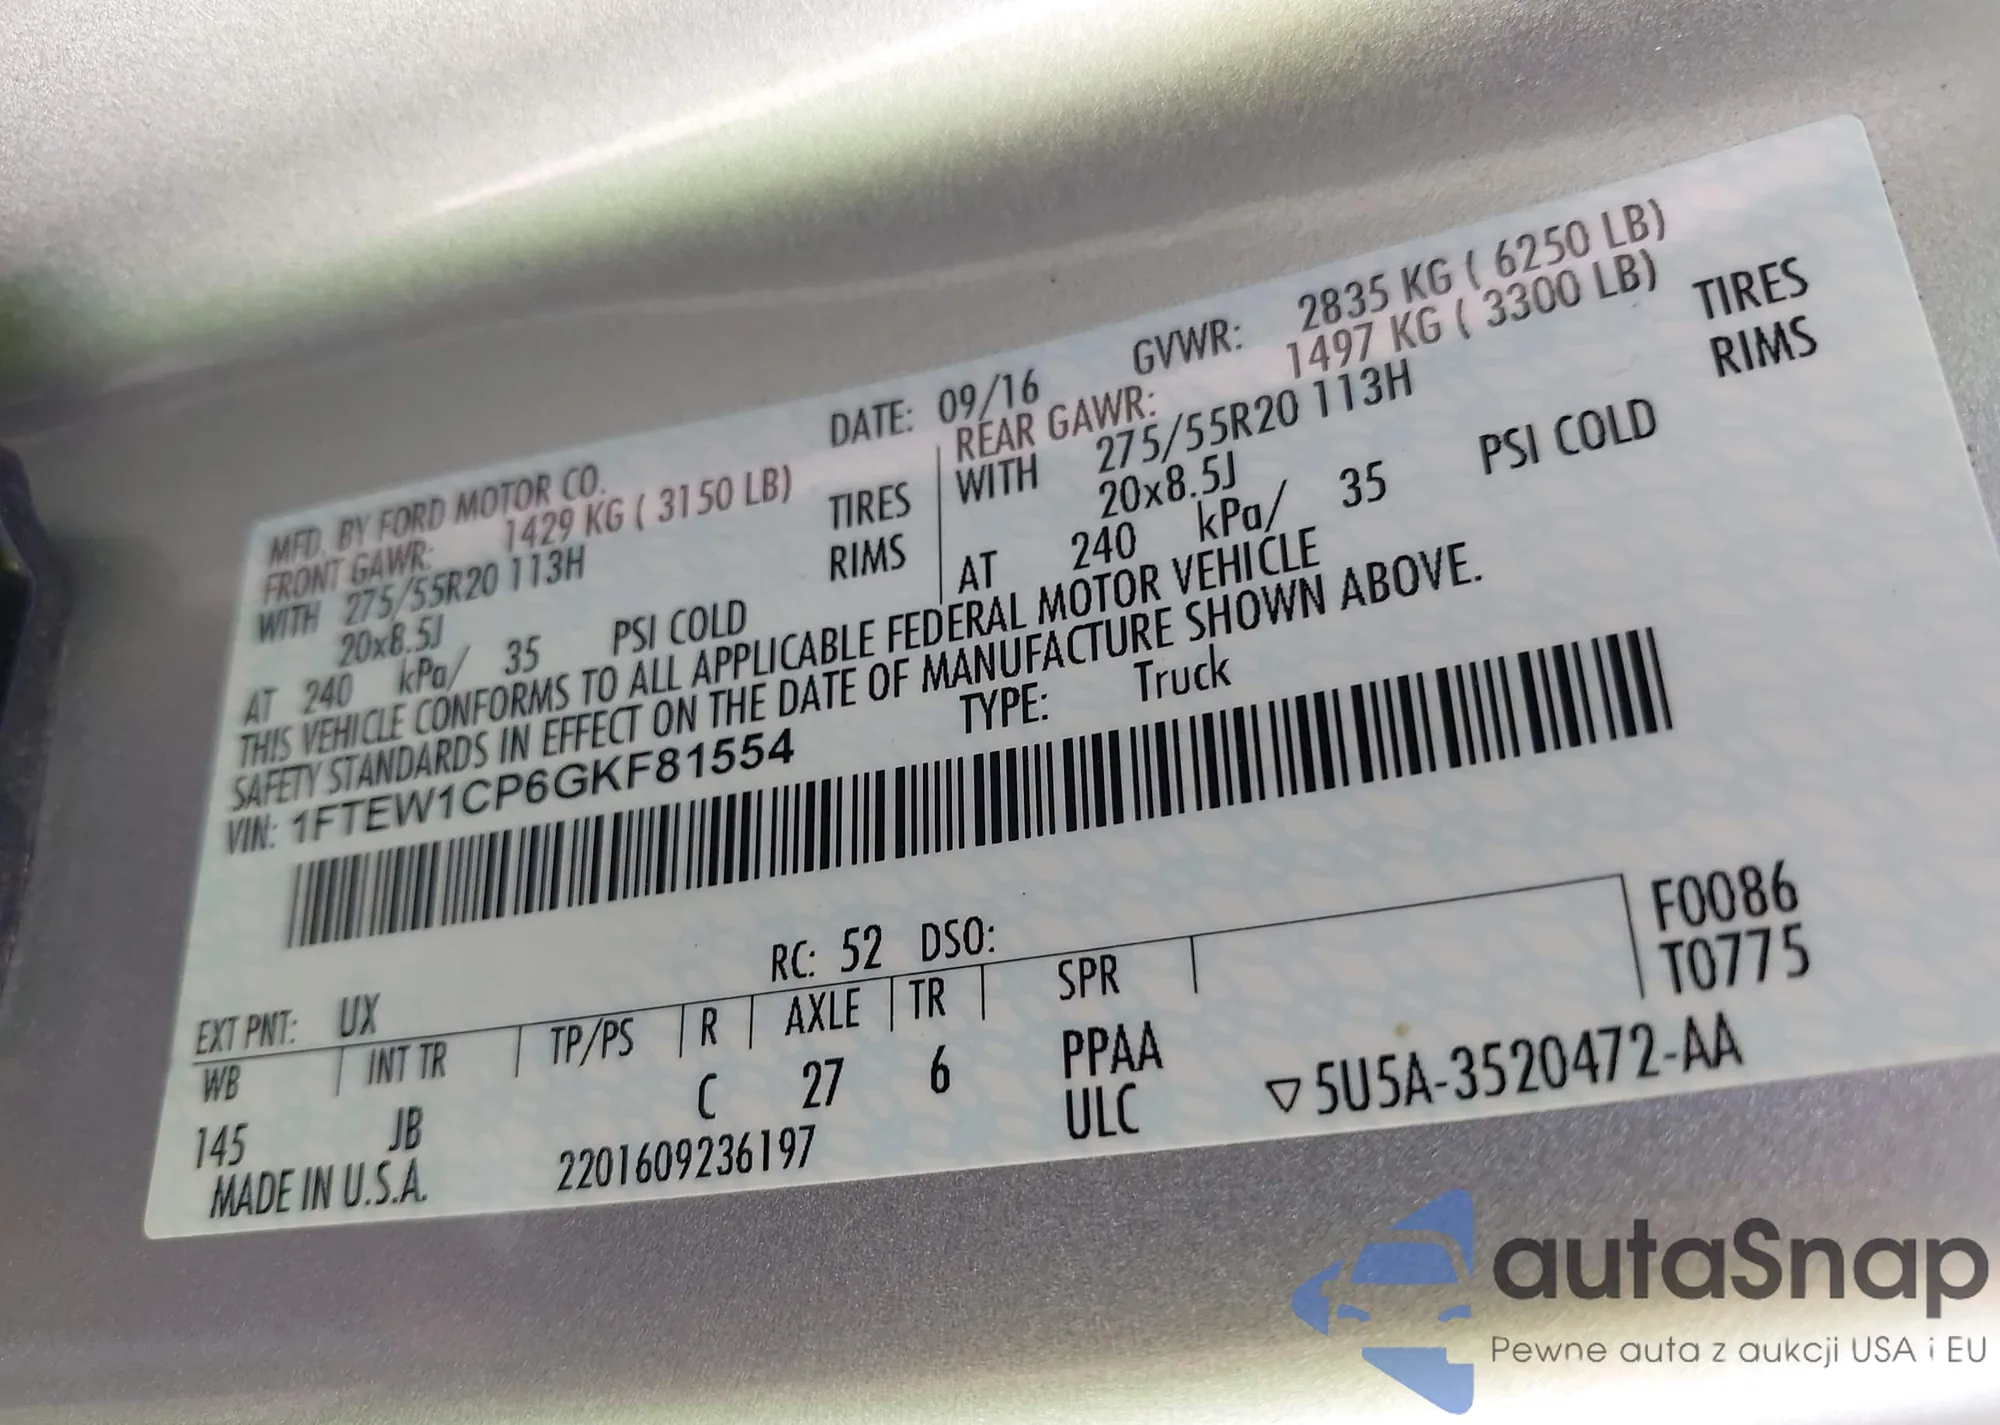 MFD. BY FORD MOTOR CO. DATE: 09/16 GVWR: 2835 KG ( 6250 LB)
FRONT GAWR: 1429 KG ( 3150 LB) REAR GAWR: 1497 KG ( 3300 LB)
WITH 275/55R20 113H TIRES WITH 275/55R20 113H TIRES
20x8.5J RIMS 20x8.5J RIMS
AT 240 kPa/ 35 PSI COLD AT 240 kPa/ 35 PSI COLD
THIS VEHICLE CONFORMS TO ALL APPLICABLE FEDERAL MOTOR VEHICLE
SAFETY STANDARDS IN EFFECT ON THE DATE OF MANUFACTURE SHOWN ABOVE.
VIN: 1FTEW1CP6GKF81554 TYPE: Truck
F0086
EXT PNT: UX RC: 52 DSO: T0775
WB INT TR TP/PS R AXLE TR SPR
145 JB C 27 6 PPAA
ULC ▽5U5A-3520472-AA
MADE IN U.S.A. 2201609236197
autaSnap
Pewne auta z aukcji USA i EU